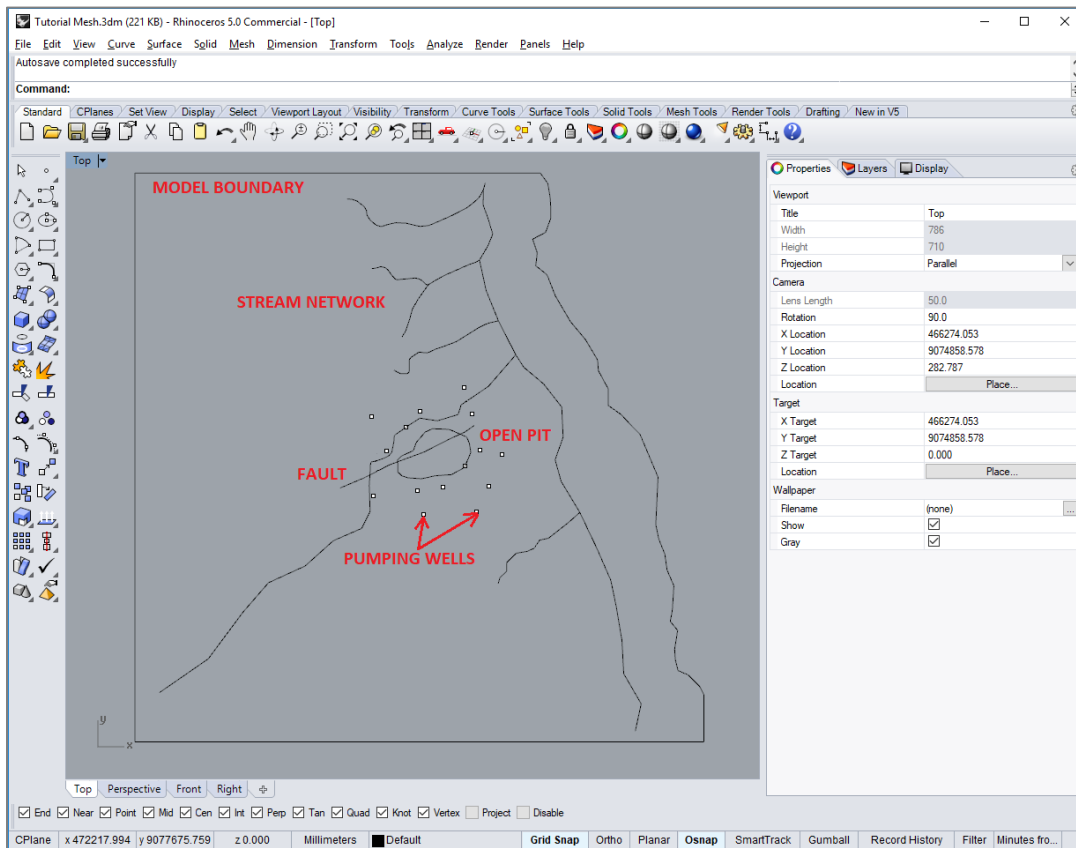 Tutorial Mesh.3dm (221 KB) - Rhinoceros 5.0 Commercial - [Top]
File Edit View Curve Surface Solid Mesh Dimension Transform Tools Analyze Render Panels Help
Autosave completed successfully
Command:
Standard CPlanes Set View Display Select Viewport Layout Visibility Transform Curve Tools Surface Tools Solid Tools Mesh Tools Render Tools Drafting New in V5
Top
MODEL BOUNDARY
STREAM NETWORK
OPEN PIT
FAULT
PUMPING WELLS
y
x
Properties Layers Display
Viewport
Title Top
Width 786
Height 710
Projection Parallel
Camera
Lens Length 50.0
Rotation 90.0
X Location 466274.053
Y Location 9074858.578
Z Location 282.787
Location Place...
Target
X Target 466274.053
Y Target 9074858.578
Z Target 0.000
Location Place...
Wallpaper
Filename (none) ...
Show
Gray
Top Perspective Front Right
End Near Point Mid Cen Int Perp Tan Quad Knot Vertex Project Disable
CPlane x 472217.994 y 9077675.759 z 0.000 Millimeters Default Grid Snap Ortho Planar Osnap SmartTrack Gumball Record History Filter Minutes fro...